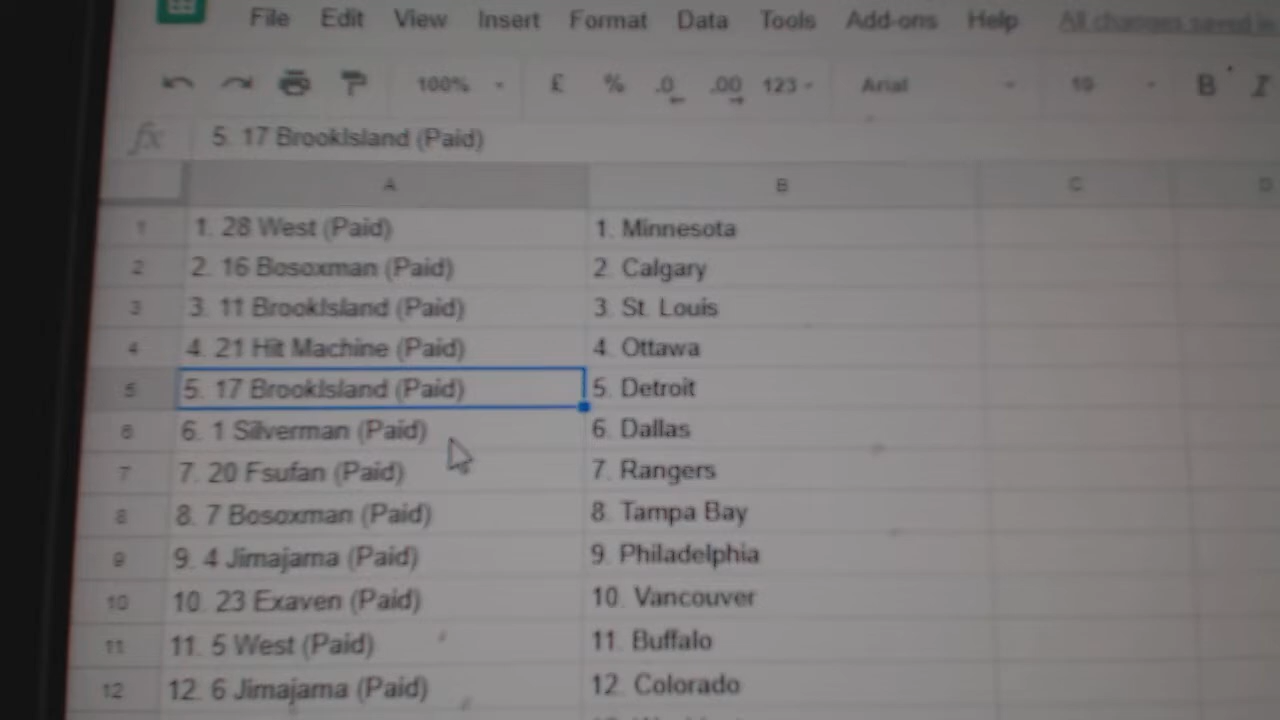 File Edit View Insert Format Data Tools Add-ons Help All changes saved in
100% £ % .0 .00 123 Arial 10 B I
fx 5. 17 BrookIsland (Paid)
A B C D
1 1. 28 West (Paid) 1. Minnesota
2 2. 16 Bosoxman (Paid) 2. Calgary
3 3. 11 BrookIsland (Paid) 3. St. Louis
4 4. 21 Hit Machine (Paid) 4. Ottawa
5 5. 17 BrookIsland (Paid) 5. Detroit
6 6. 1 Silverman (Paid) 6. Dallas
7 7. 20 Fsufan (Paid) 7. Rangers
8 8. 7 Bosoxman (Paid) 8. Tampa Bay
9 9. 4 Jimajama (Paid) 9. Philadelphia
10 10. 23 Exaven (Paid) 10. Vancouver
11 11. 5 West (Paid) 11. Buffalo
12 12. 6 Jimajama (Paid) 12. Colorado